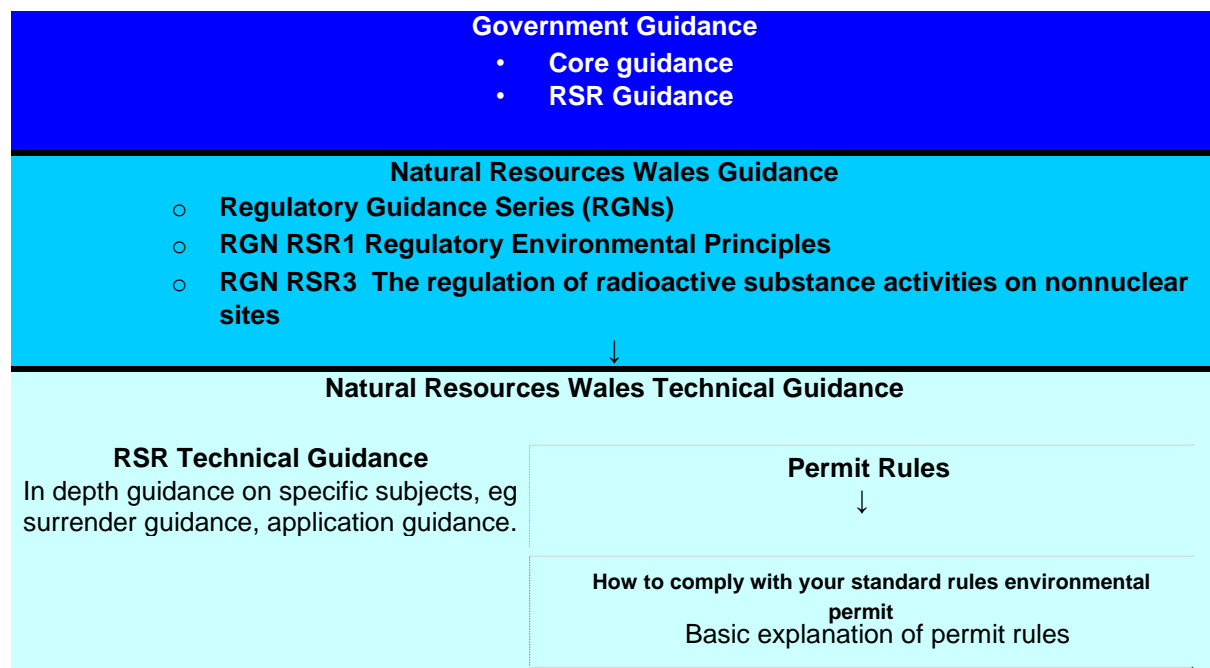 Government Guidance
• Core guidance
• RSR Guidance
Natural Resources Wales Guidance
o Regulatory Guidance Series (RGNs)
o RGN RSR1 Regulatory Environmental Principles
o RGN RSR3 The regulation of radioactive substance activities on nonnuclear
sites
↓
Natural Resources Wales Technical Guidance
RSR Technical Guidance
In depth guidance on specific subjects, eg
surrender guidance, application guidance.
Permit Rules
↓
How to comply with your standard rules environmental
permit
Basic explanation of permit rules